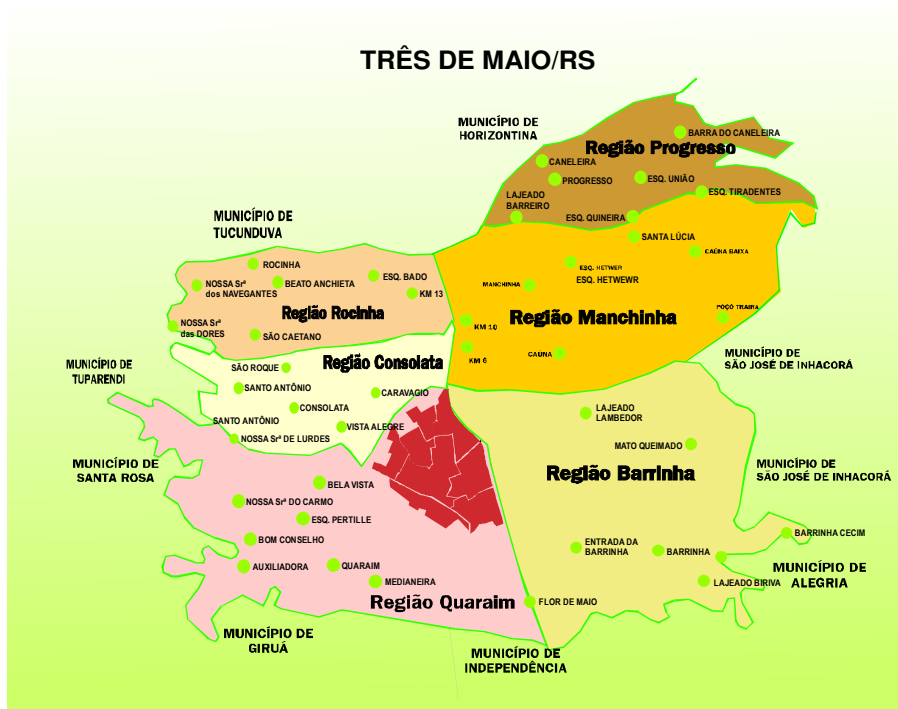 TRÊS DE MAIO/RS
MUNICÍPIO DE
HORIZONTINA
BARRA DO CANELEIRA
Região Progresso
CANELEIRA
PROGRESSO
ESQ. UNIÃO
ESQ. TIRADENTES
LAJEADO
BARREIRO
ESQ. QUINEIRA
MUNICÍPIO DE
TUCUNDUVA
SANTA LÚCIA
CAÚNA BAIXA
ROCINHA
ESQ. HETWER
ESQ. HETWEWR
NOSSA Srª
dos NAVEGANTES
BEATO ANCHIETA
ESQ. BADO
KM 13
MANCHINHA
Região Rocinha
Região Manchinha
POÇO TRAIRA
NOSSA Srª
das DORES
SÃO CAETANO
KM 10
KM 6
CAÚNA
MUNICÍPIO DE
SÃO JOSÉ DE INHACORÁ
Região Consolata
MUNICÍPIO DE
TUPARENDI
SÃO ROQUE
SANTO ANTÔNIO
CARAVAGIO
CONSOLATA
SANTO ANTÔNIO
VISTA ALEGRE
NOSSA Srª DE LURDES
LAJEADO
LAMBEDOR
MATO QUEIMADO
MUNICÍPIO DE
SANTA ROSA
Região Barrinha
MUNICÍPIO DE
SÃO JOSÉ DE INHACORÁ
BELA VISTA
NOSSA Srª DO CARMO
ESQ. PERTILLE
BOM CONSELHO
BARRINHA CECIM
ENTRADA DA
BARRINHA
BARRINHA
AUXILIADORA
QUARAIM
MEDIANEIRA
MUNICÍPIO DE
ALEGRIA
LAJEADO BIRIVA
Região Quaraim
FLOR DE MAIO
MUNICÍPIO DE
GIRUÁ
MUNICÍPIO DE
INDEPENDÊNCIA